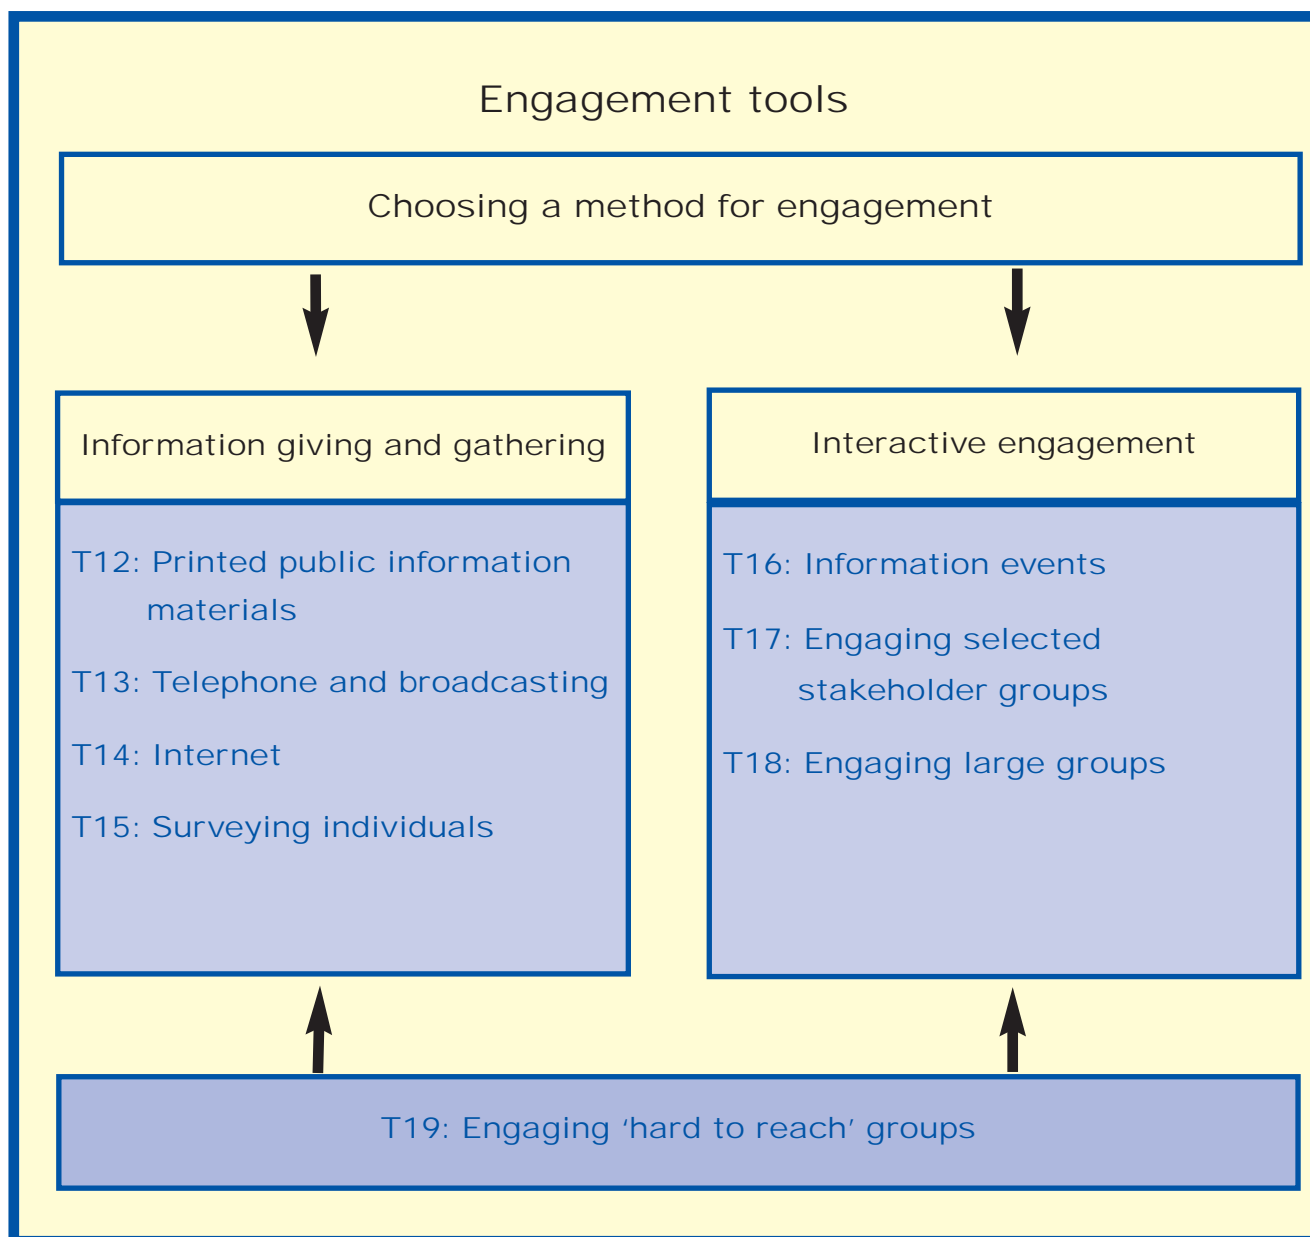 Engagement tools
Choosing a method for engagement
Information giving and gathering
T12: Printed public information
materials
T13: Telephone and broadcasting
T14: Internet
T15: Surveying individuals
Interactive engagement
T16: Information events
T17: Engaging selected
stakeholder groups
T18: Engaging large groups
T19: Engaging ‘hard to reach’ groups